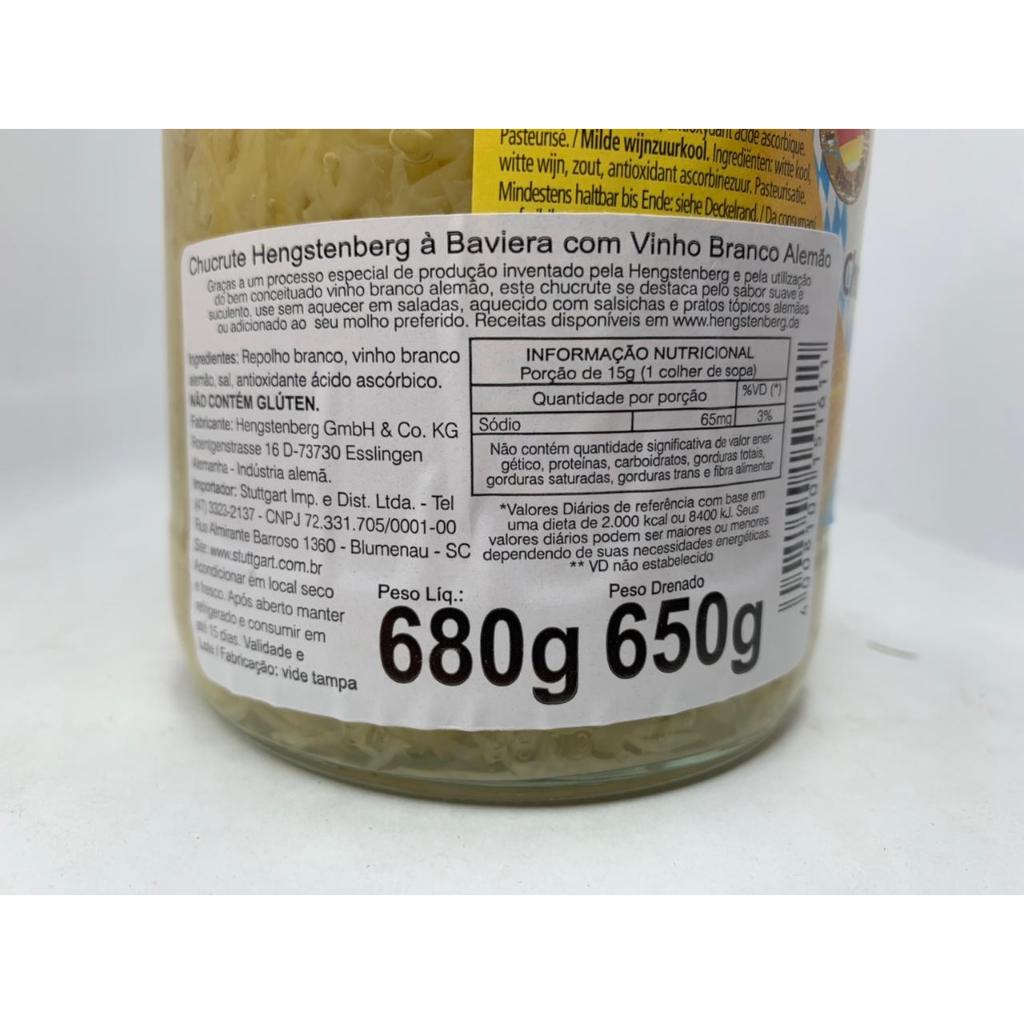 acide ascorbique.
Pasteurisé. / Milde wijnzuurkool. Ingrediënten: witte kool,
witte wijn, zout, antioxidant ascorbinezuur. Pasteurisatie.
Mindestens haltbar bis Ende: siehe Deckelrand. / Da
Chucrute Hengstenberg à Baviera com Vinho Branco Alemão
Graças a um processo especial de produção inventado pela Hengstenberg e pela utilização
do bem conceituado vinho branco alemão, este chucrute se destaca pelo sabor suave e
suculento, use sem aquecer em saladas, aquecido com salsichas e pratos tópicos alemães
ou adicionado ao seu molho preferido. Receitas disponíveis em www.hengstenberg.de
Ingredientes: Repolho branco, vinho branco
alemão, sal, antioxidante ácido ascórbico.
NÃO CONTÉM GLÚTEN.
Fabricante: Hengstenberg GmbH & Co. KG
Roentgenstrasse 16 D-73730 Esslingen
Alemanha - Indústria alemã.
Importador: Stuttgart Imp. e Dist. Ltda. - Tel
(47) 3323-2137 - CNPJ 72.331.705/0001-00
Rua Almirante Barroso 1360 - Blumenau - SC
Site: www.stuttgart.com.br
Acondicionar em local seco
e fresco. Após aberto manter
refrigerado e consumir em
até 15 dias. Validade e
Lote / Fabricação: vide tampa
INFORMAÇÃO NUTRICIONAL
Porção de 15g (1 colher de sopa)
Quantidade por porção %VD (*)
Sódio 65mg 3%
Não contém quantidade significativa de valor ener-
gético, proteínas, carboidratos, gorduras totais,
gorduras saturadas, gorduras trans e fibra alimentar
*Valores Diários de referência com base em
uma dieta de 2.000 kcal ou 8400 kJ. Seus
valores diários podem ser maiores ou menores
dependendo de suas necessidades energéticas.
** VD não estabelecido
Peso Líq.: Peso Drenado
680g 650g